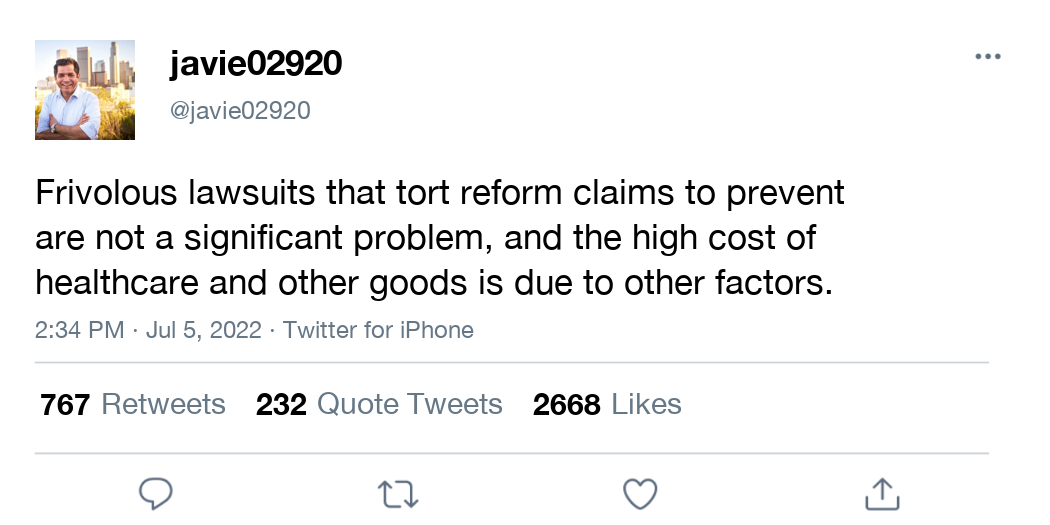 javie02920
@javie02920
Frivolous lawsuits that tort reform claims to prevent
are not a significant problem, and the high cost of
healthcare and other goods is due to other factors.
2:34 PM · Jul 5, 2022 · Twitter for iPhone
767 Retweets 232 Quote Tweets 2668 Likes